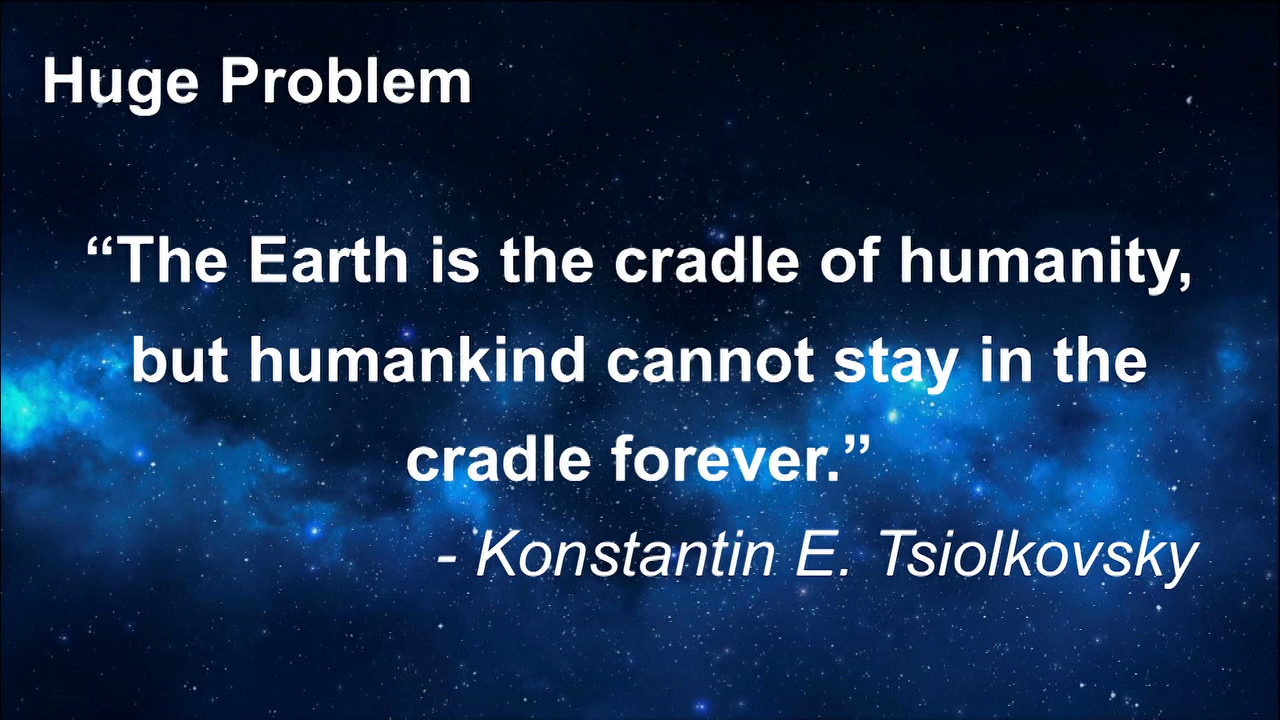 Huge Problem
“The Earth is the cradle of humanity,
but humankind cannot stay in the
cradle forever.”
- Konstantin E. Tsiolkovsky